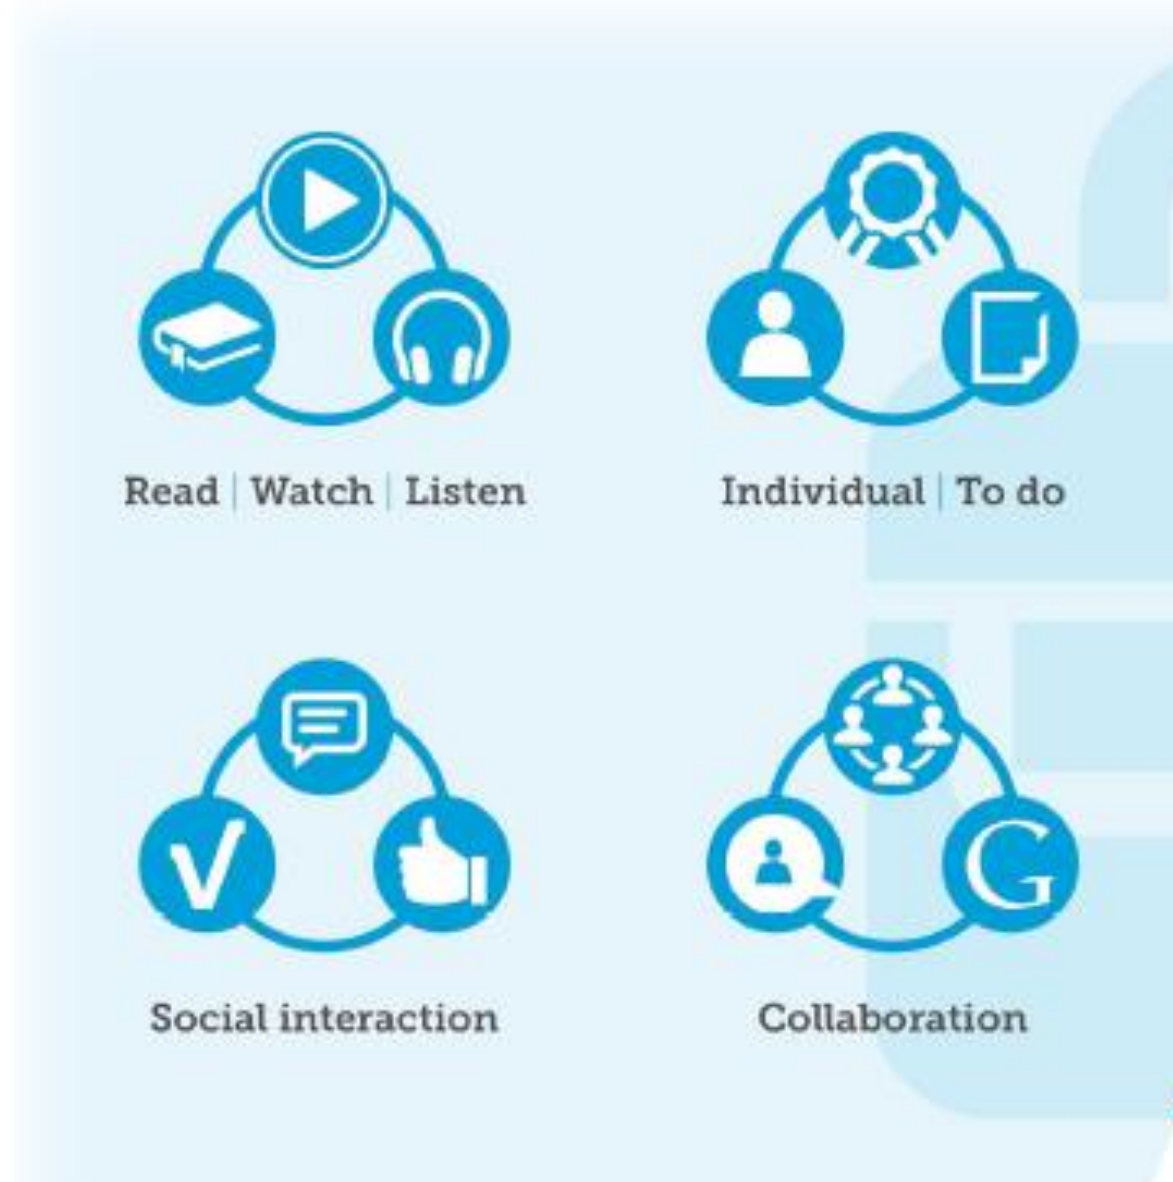 Read | Watch | Listen
Individual | To do
G
Social interaction
Collaboration